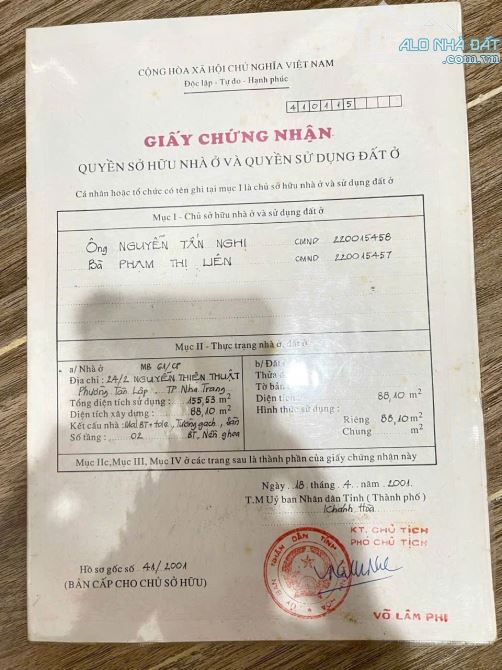 ALO NHÀ ĐẤT
.com.vn
CỘNG HÒA XÃ HỘI CHỦ NGHĨA VIỆT NAM
Độc lập - Tự do - Hạnh phúc
410115
GIẤY CHỨNG NHẬN
QUYỀN SỞ HỮU NHÀ Ở VÀ QUYỀN SỬ DỤNG ĐẤT Ở
Cá nhân hoặc tổ chức có tên ghi tại mục I là chủ sở hữu nhà ở và sử dụng đất ở
Mục I - Chủ sở hữu nhà ở và sử dụng đất ở
Ông NGUYỄN TẤN NGHỊ CMND 220015458
Bà PHẠM THỊ LIÊN CMND 220015457
Mục II - Thực trạng nhà ở, đất ở
a/ Nhà ở MB 61/CP
Địa chỉ : 24/2 NGUYỄN THIỆN THUẬT
Phường Tân Lập . TP Nha Trang
Tổng diện tích sử dụng : 155,53 m2
Diện tích xây dựng : 88,10 m2
Kết cấu nhà : BT + tole, Tường gạch, sàn
BT, Nền ghoa
Số tầng : 02
b/ Đất
Thửa
Tờ bản
Diện tích : 88,10 m2
Hình thức sử dụng :
Riêng 88,10 m2
Chung m2
Mục IIc, Mục III, Mục IV ở các trang sau là thành phần của giấy chứng nhận này
Ngày 18 tháng 4 năm 2001
T.M Uỷ ban Nhân dân Tỉnh (Thành phố)
Khánh Hòa
KT. CHỦ TỊCH
PHÓ CHỦ TỊCH
Hồ sơ gốc số 41/2001
(BẢN CẤP CHO CHỦ SỞ HỮU)
VÕ LÂM PHI